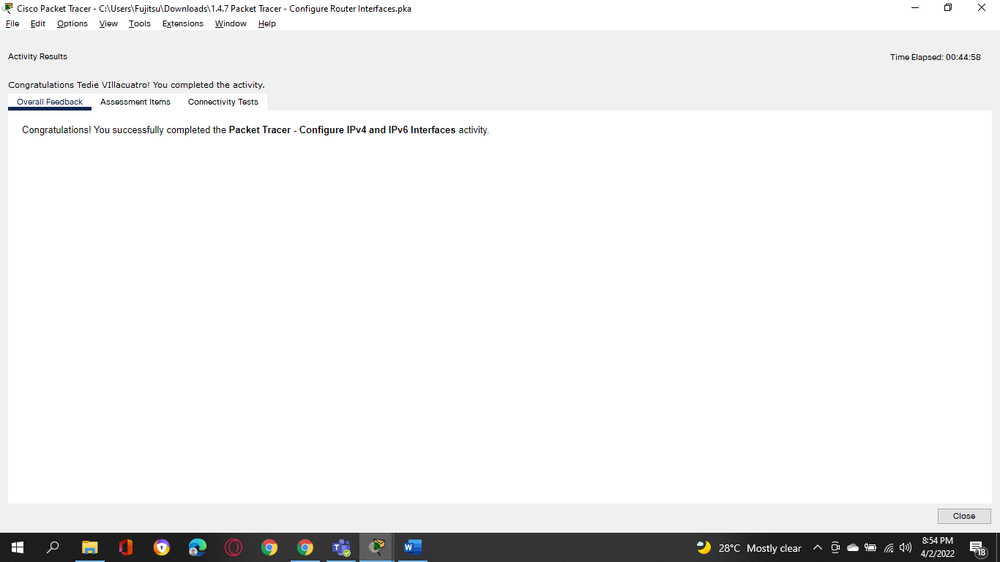 Cisco Packet Tracer - C:\Users\Fujitsu\Downloads\1.4.7 Packet Tracer - Configure Router Interfaces.pka
File Edit Options View Tools Extensions Window Help
Activity Results
Time Elapsed: 00:44:58
Congratulations Tedie VIllacuatro! You completed the activity.
Overall Feedback Assessment Items Connectivity Tests
Congratulations! You successfully completed the Packet Tracer - Configure IPv4 and IPv6 Interfaces activity.
Close
28°C Mostly clear
8:54 PM
4/2/2022
18